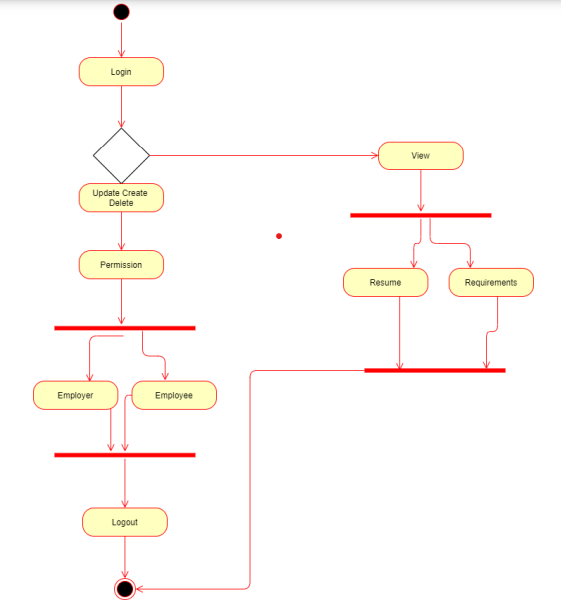 Login
View
Update Create
Delete
Permission
Resume
Requirements
Employer
Employee
Logout